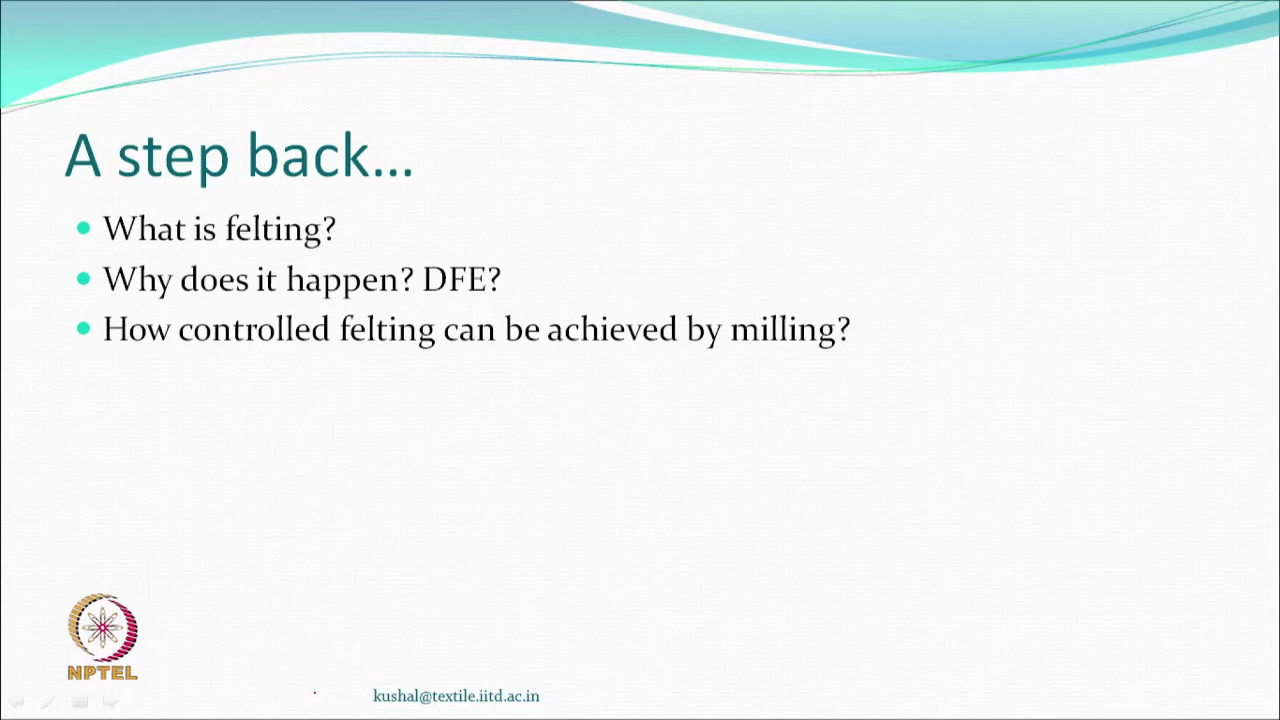 A step back...
What is felting?
Why does it happen? DFE?
How controlled felting can be achieved by milling?
NPTEL
kushal@textile.iitd.ac.in